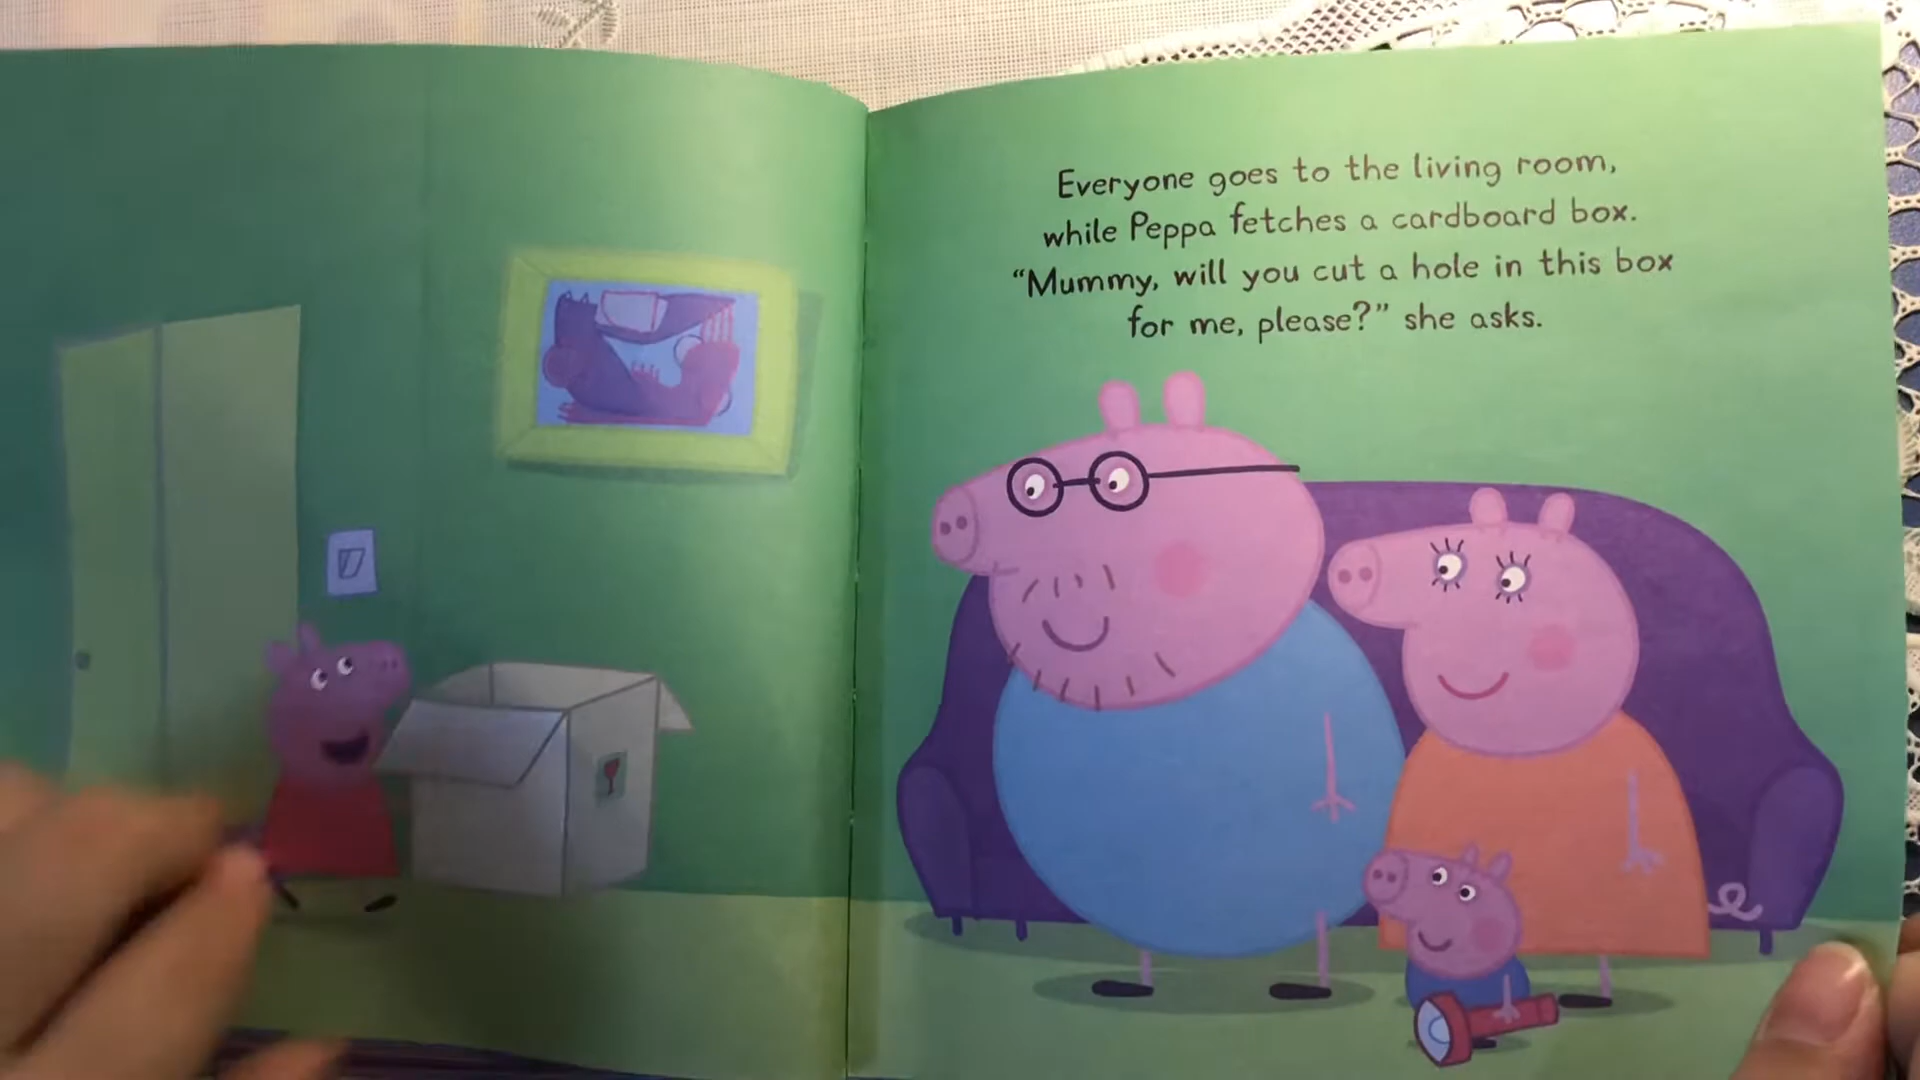 Everyone goes to the living room,
while Peppa fetches a cardboard box.
“Mummy, will you cut a hole in this box
for me, please?” she asks.